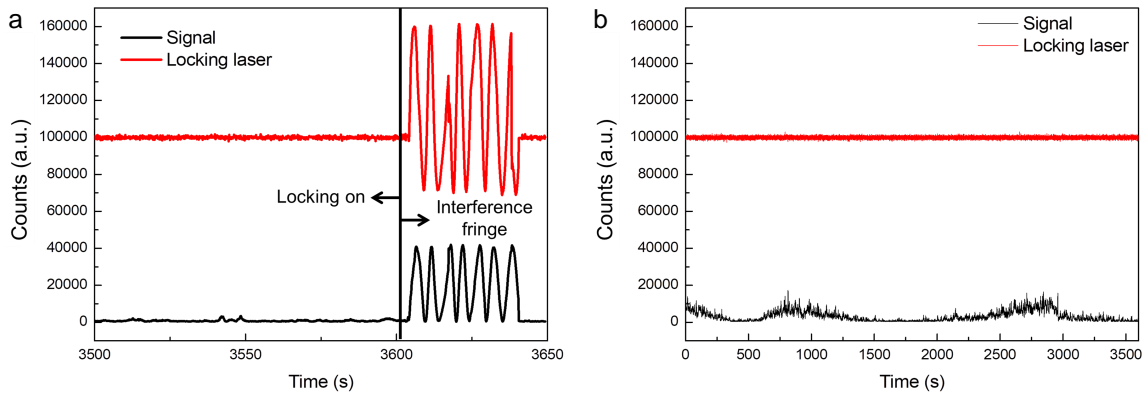 a
Counts (a.u.)
160000
140000
120000
100000
80000
60000
40000
20000
0
Signal
Locking laser
Locking on
Interference
fringe
3500
3550
3600
3650
Time (s)
b
Counts (a.u.)
160000
140000
120000
100000
80000
60000
40000
20000
0
Signal
Locking laser
0
500
1000
1500
2000
2500
3000
3500
Time (s)